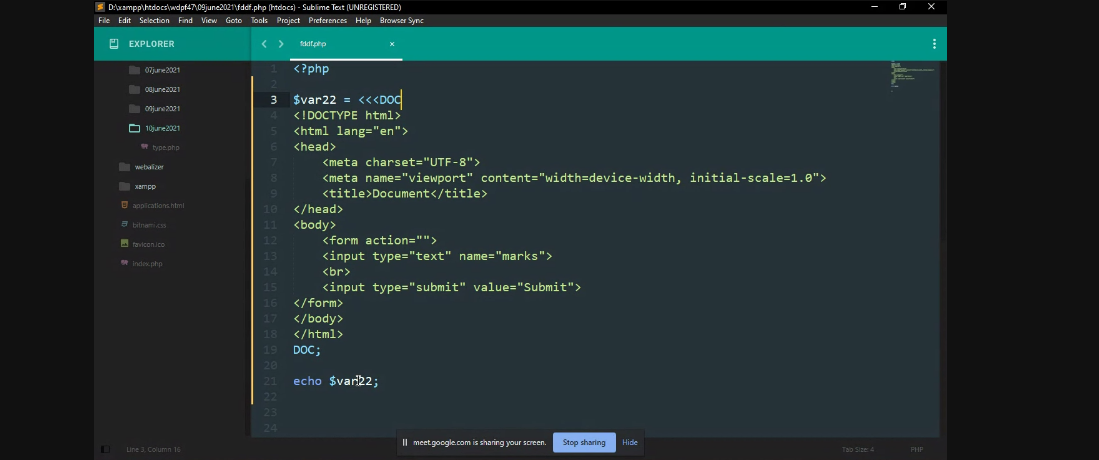 D:\xampp\htdocs\wdpf47\09june2021\fddf.php (htdocs) - Sublime Text (UNREGISTERED)
File Edit Selection Find View Goto Tools Project Preferences Help Browser Sync
EXPLORER
fddf.php
07june2021
08june2021
09june2021
10june2021
type.php
webalizer
xampp
applications.html
bitnami.css
favicon.ico
index.php
1 <?php
2
3 $var22 = <<<DOC
4 <!DOCTYPE html>
5 <html lang="en">
6 <head>
7 <meta charset="UTF-8">
8 <meta name="viewport" content="width=device-width, initial-scale=1.0">
9 <title>Document</title>
10 </head>
11 <body>
12 <form action="">
13 <input type="text" name="marks">
14 <br>
15 <input type="submit" value="Submit">
16 </form>
17 </body>
18 </html>
19 DOC;
20
21 echo $var22;
22
23
24
meet.google.com is sharing your screen. Stop sharing Hide
Line 3, Column 16 Tab Size: 4 PHP